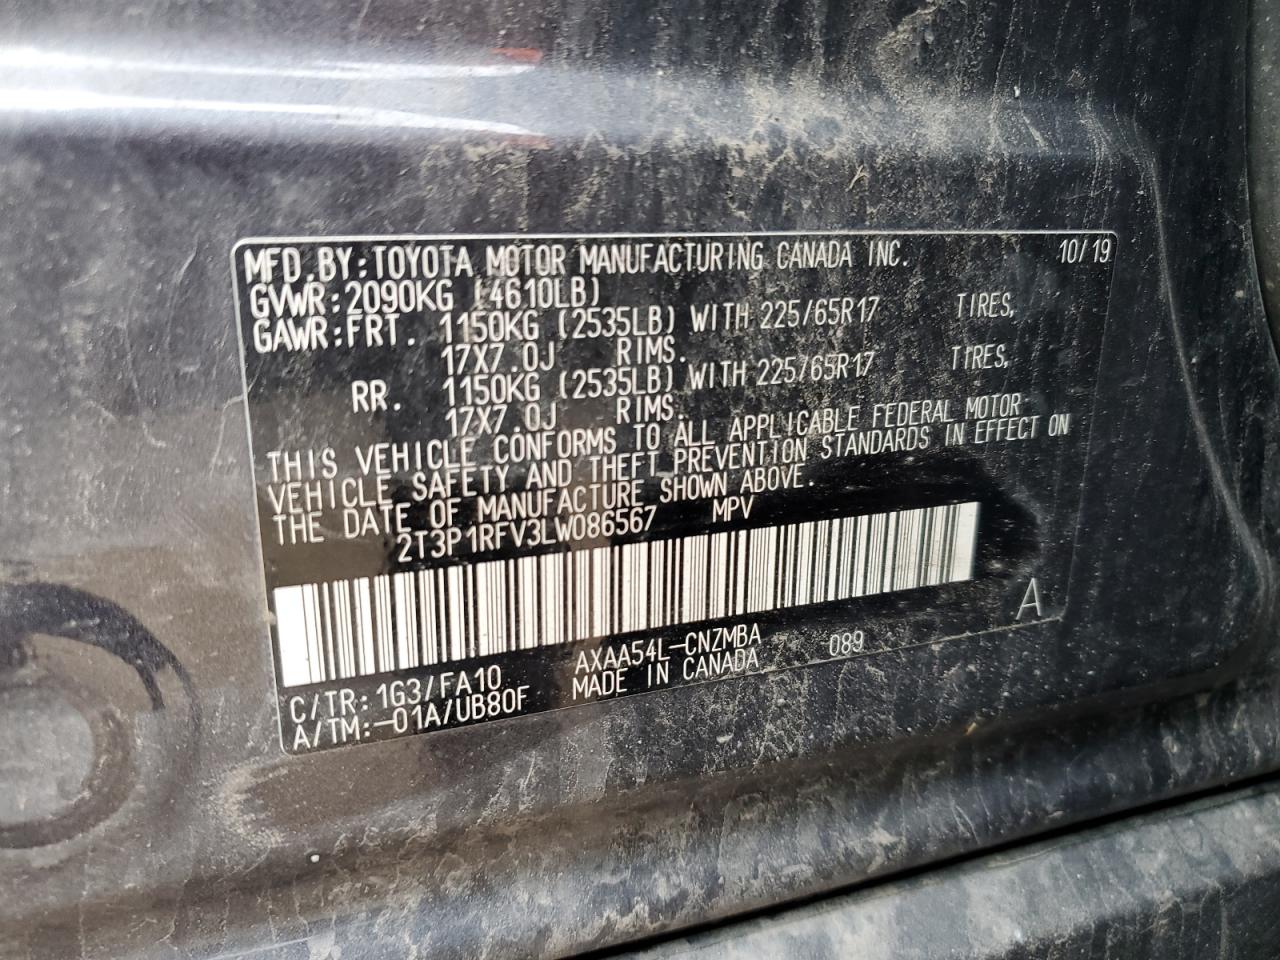 MFD.BY:TOYOTA MOTOR MANUFACTURING CANADA INC. 10/19
GVWR:2090KG (4610LB)
GAWR:FRT. 1150KG (2535LB) WITH 225/65R17 TIRES,
17X7.0J RIMS.
RR. 1150KG (2535LB) WITH 225/65R17 TIRES,
17X7.0J RIMS.
THIS VEHICLE CONFORMS TO ALL APPLICABLE FEDERAL MOTOR
VEHICLE SAFETY AND THEFT PREVENTION STANDARDS IN EFFECT ON
THE DATE OF MANUFACTURE SHOWN ABOVE.
2T3P1RFV3LW086567 MPV
A
C/TR:1G3/FA10 AXAA54L-CNZMBA 089
A/TM:-01A/UB80F MADE IN CANADA